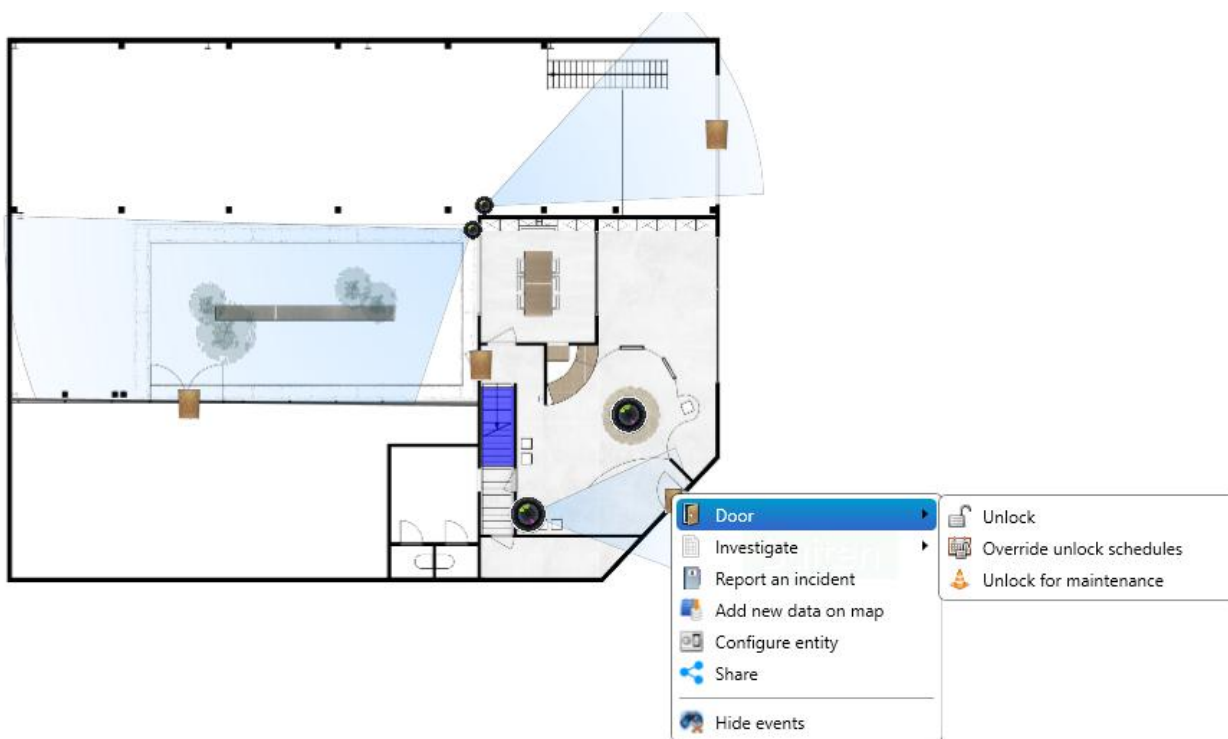 Door
Investigate
Report an incident
Add new data on map
Configure entity
Share
Hide events
Unlock
Override unlock schedules
Unlock for maintenance